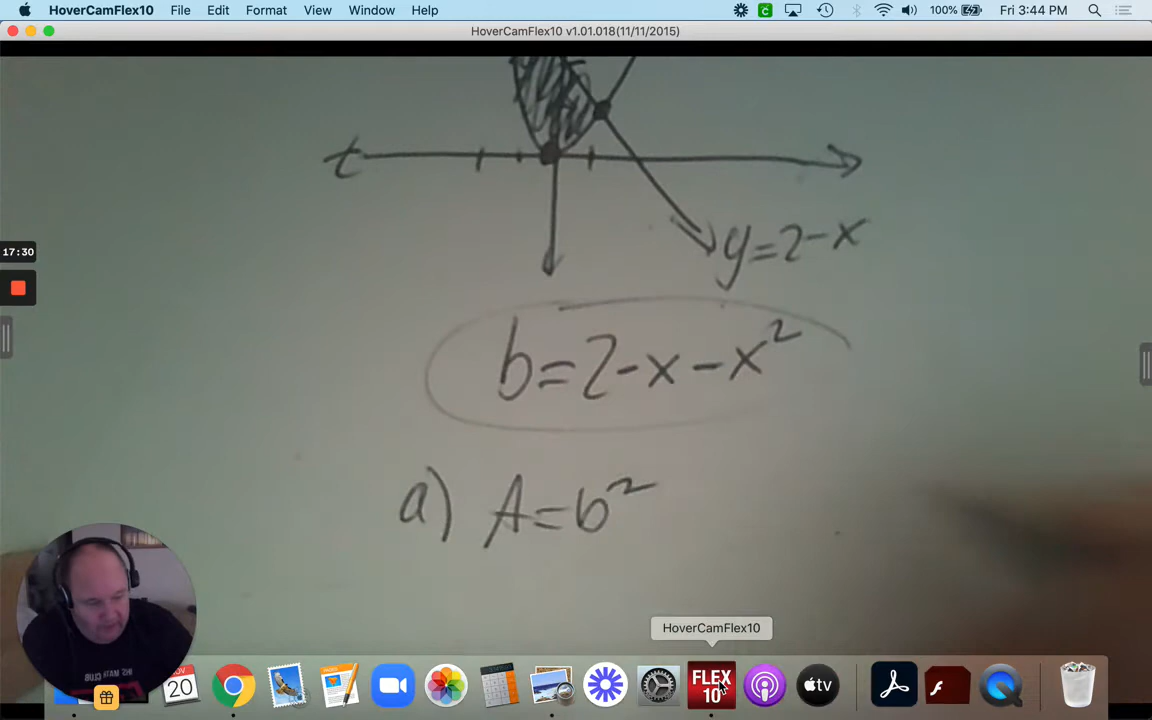 HoverCamFlex10 File Edit Format View Window Help 100% Fri 3:44 PM
HoverCamFlex10 v1.01.018(11/11/2015)
17:30
y=2-x
b=2-x-x²
a) A=b²
HoverCamFlex10
NOV
20
FLEX
10
tv